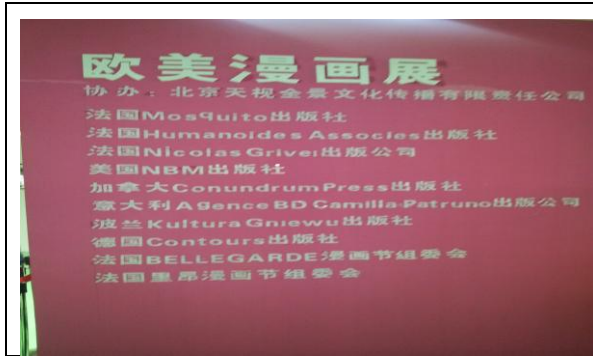 欧美漫画展
协办：北京天视全景文化传播有限责任公司
法国Mosquito出版社
法国Humanoides Associes出版社
法国Nicolas Grivel出版公司
美国NBM出版社
加拿大Conundrum Press出版社
意大利Agence BD Camilla-Patruno出版公司
波兰Kultura Gniewu出版社
德国Contours出版社
法国BELLEGARDE漫画节组委会
法国里昂漫画节组委会